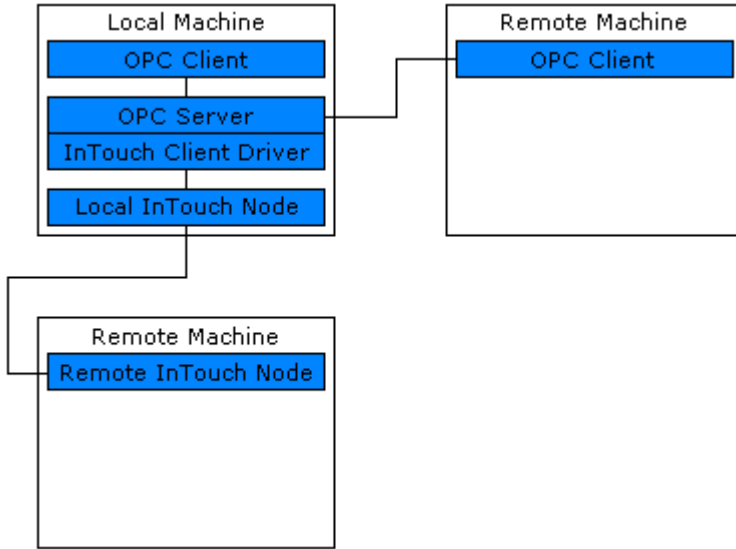 Local Machine
OPC Client
OPC Server
InTouch Client Driver
Local InTouch Node
Remote Machine
OPC Client
Remote Machine
Remote InTouch Node